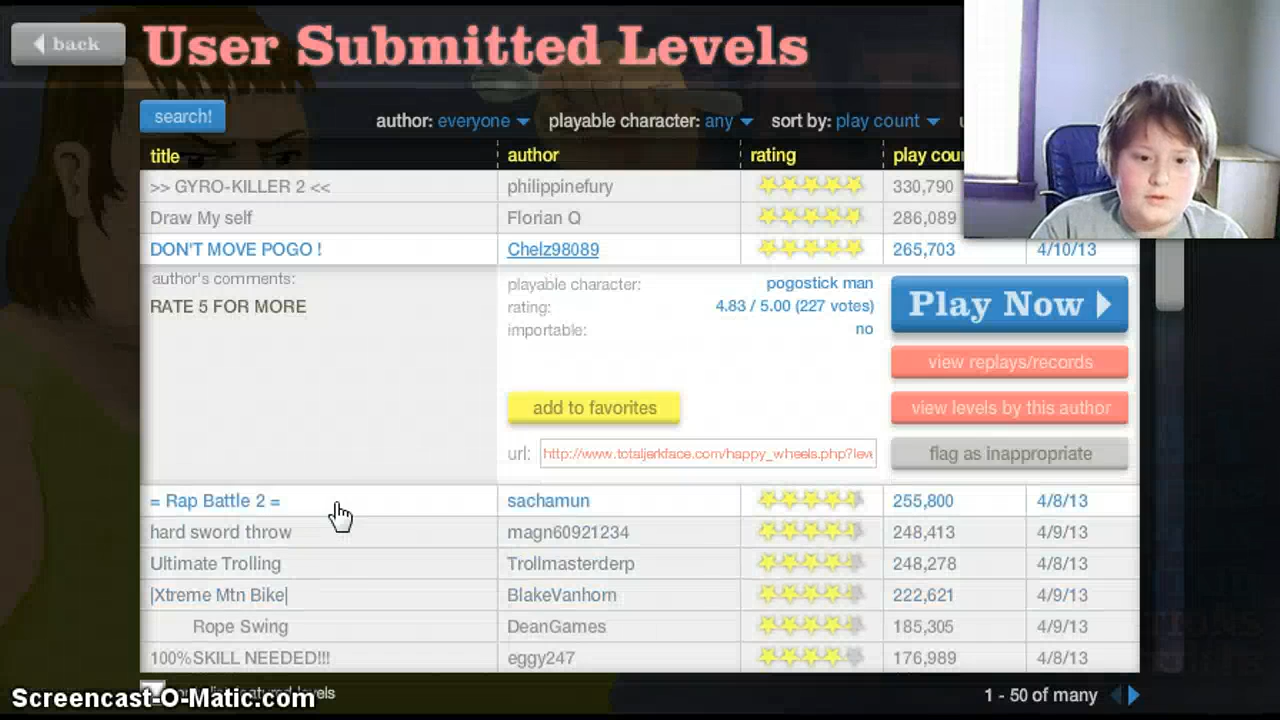 back
User Submitted Levels
search!
author: everyone playable character: any sort by: play count
title author rating play cou
>> GYRO-KILLER 2 << philippinefury 330,790
Draw My self Florian Q 286,089
DON'T MOVE POGO ! Chelz98089 265,703 4/10/13
author's comments:
RATE 5 FOR MORE
playable character: pogostick man
rating: 4.83 / 5.00 (227 votes)
importable: no
Play Now
view replays/records
add to favorites
view levels by this author
url: http://www.totaljerkface.com/happy_wheels.php?leve
flag as inappropriate
= Rap Battle 2 = sachamun 255,800 4/8/13
hard sword throw magn60921234 248,413 4/9/13
Ultimate Trolling Trollmasterderp 248,278 4/8/13
|Xtreme Mtn Bike| BlakeVanhorn 222,621 4/9/13
Rope Swing DeanGames 185,305 4/9/13
100%SKILL NEEDED!!! eggy247 176,989 4/8/13
levels
1 - 50 of many
Screencast-O-Matic.com